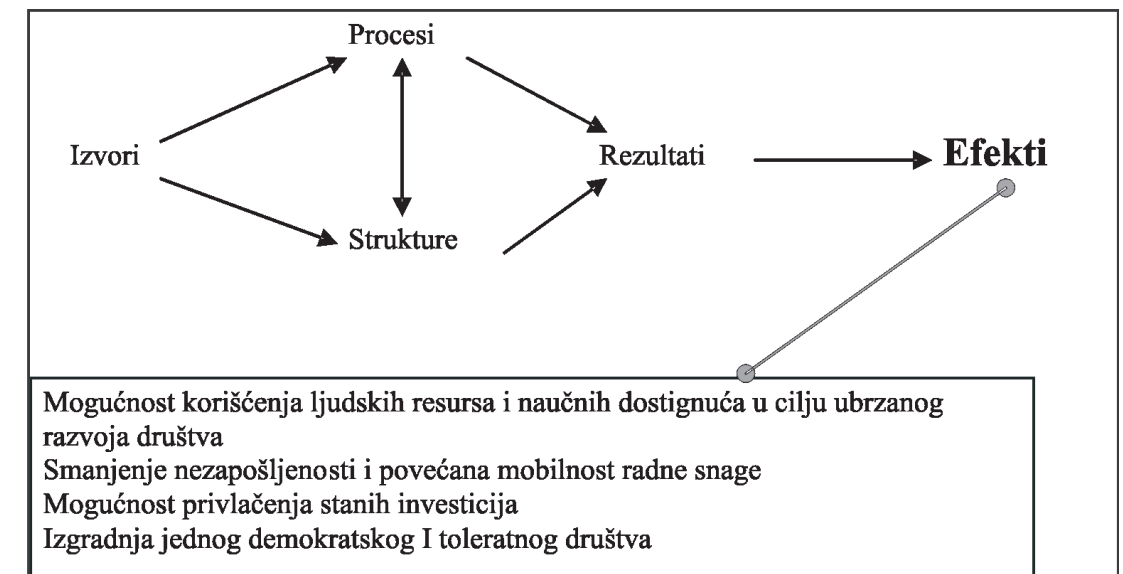 Procesi
Izvori
Rezultati
Efekti
Strukture
Mogućnost korišćenja ljudskih resursa i naučnih dostignuća u cilju ubrzanog
razvoja društva
Smanjenje nezapošljenosti i povećana mobilnost radne snage
Mogućnost privlačenja stanih investicija
Izgradnja jednog demokratskog I toleratnog društva